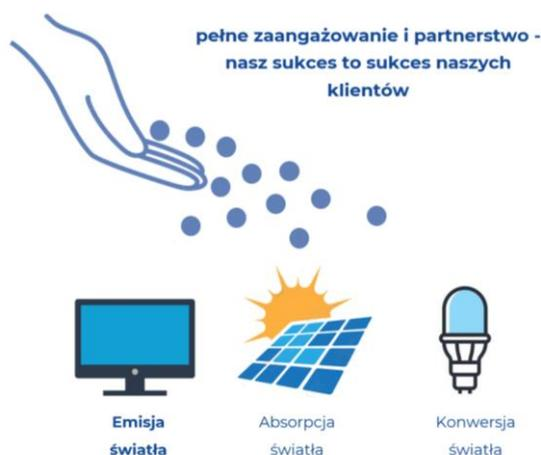 pełne zaangażowanie i partnerstwo -
nasz sukces to sukces naszych
klientów
Emisja
światła
Absorpcja
światła
Konwersja
światła